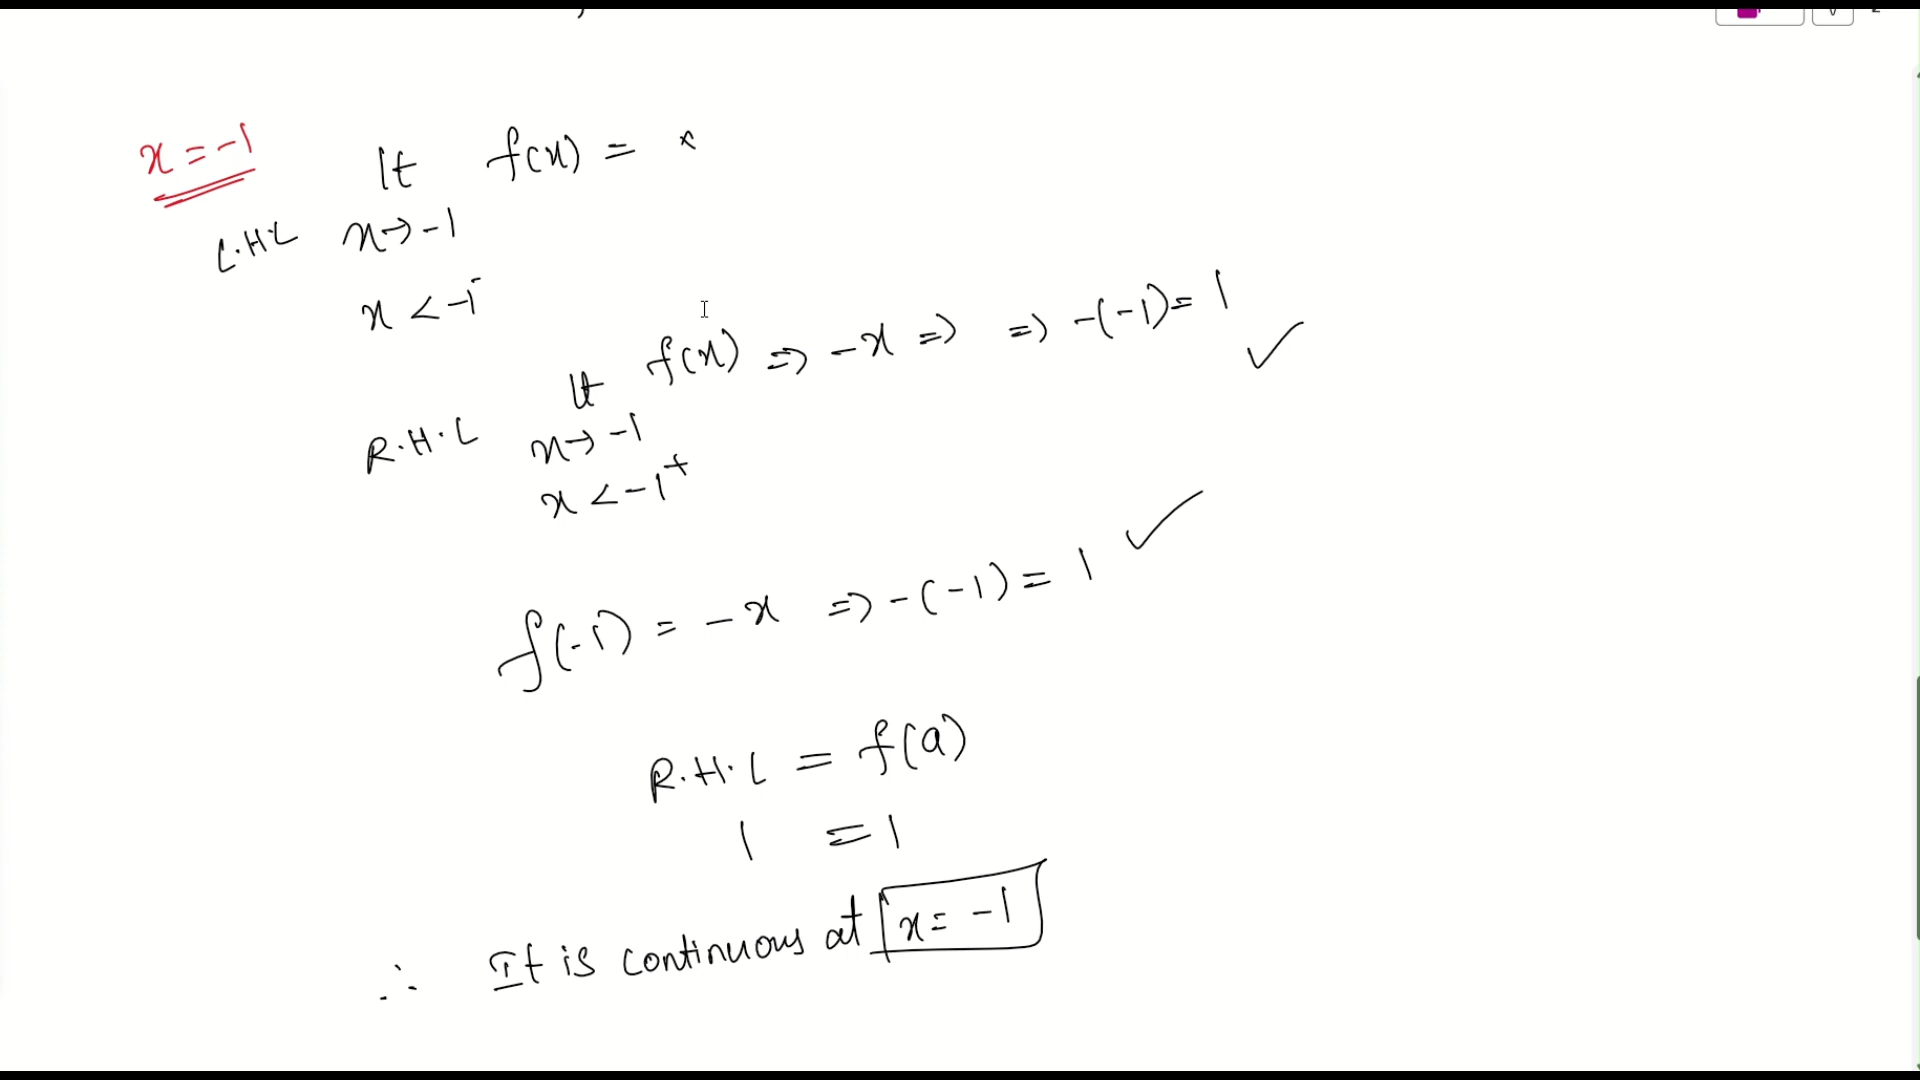 x = -1
lt f(x) = x
L.H.L x→ -1
x < -1⁻
lt f(x) => -x => => -(-1) = 1 ✓
R.H.L x→ -1
x < -1⁺
f(-1) = -x => -(-1) = 1 ✓
R.H.L = f(a)
1 = 1
∴ It is continuous at x = -1